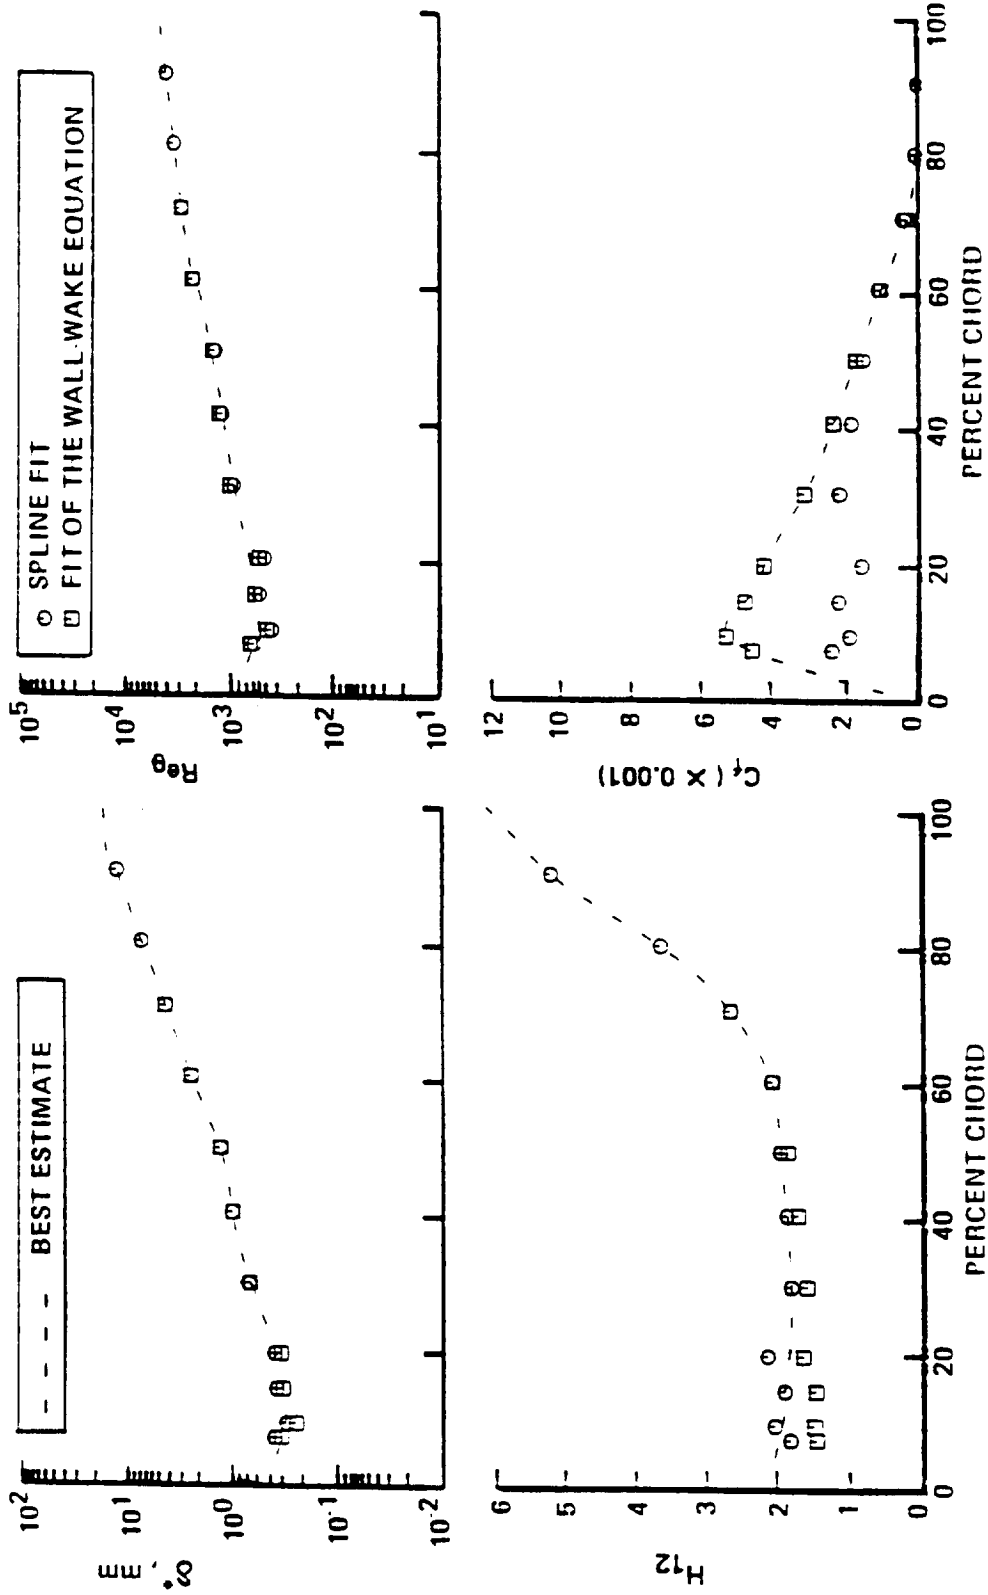 - - - BEST ESTIMATE
○ SPLINE FIT
□ FIT OF THE WALL-WAKE EQUATION
δ*, mm
10²
10¹
10⁰
10⁻¹
10⁻²
Reθ
10⁵
10⁴
10³
10²
10¹
H₁₂
6
5
4
3
2
1
0
0 20 40 60 80 100
PERCENT CHORD
C_f (× 0.001)
12
10
8
6
4
2
0
0 20 40 60 80 100
PERCENT CHORD